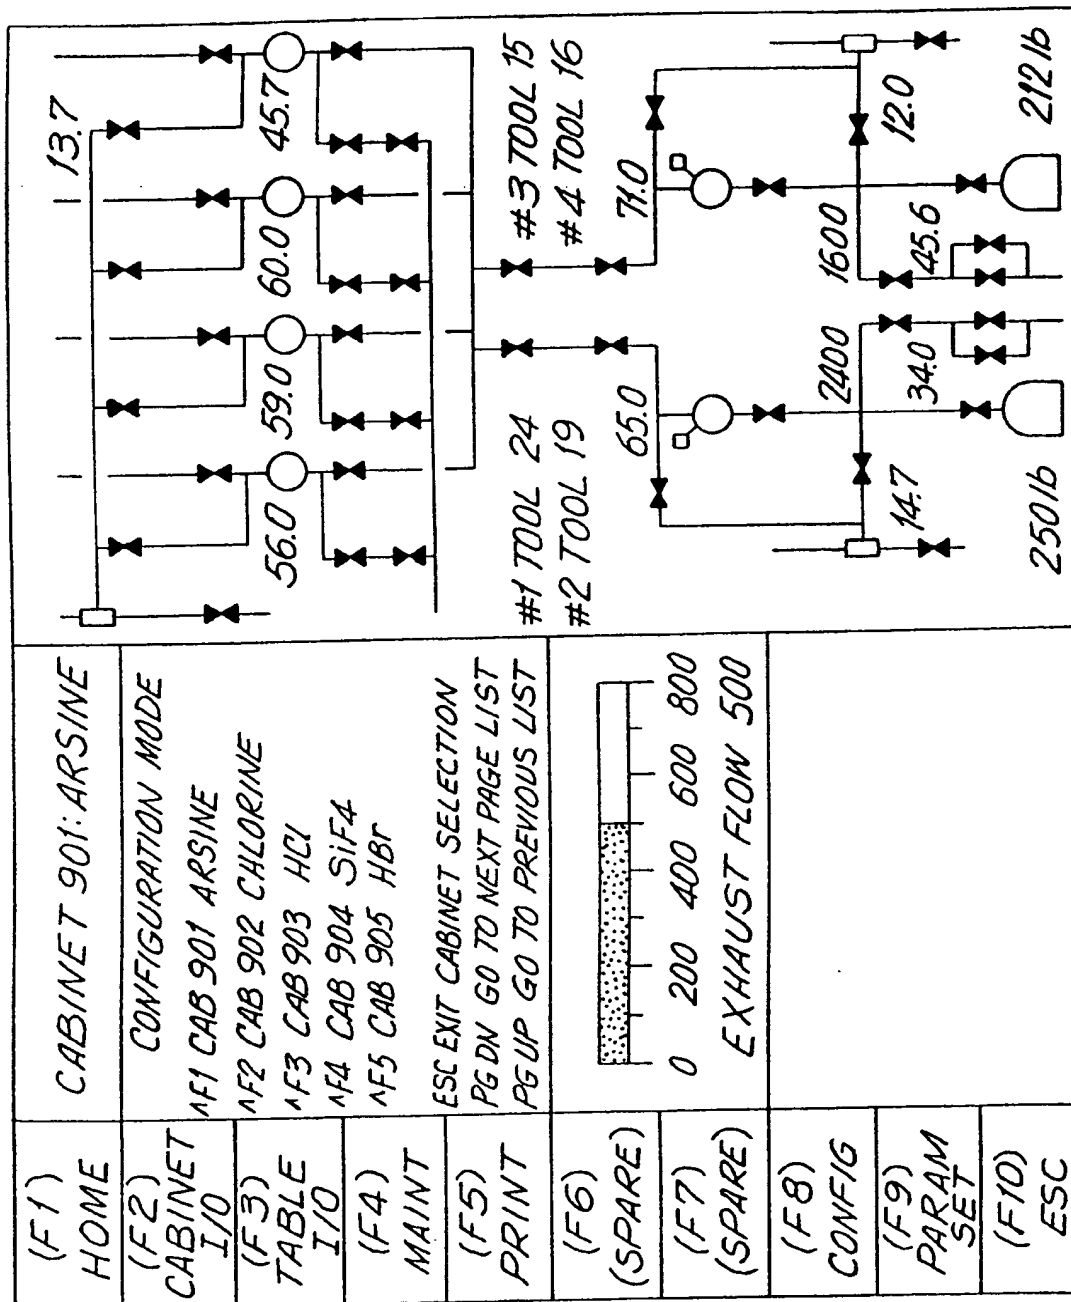 (F1)
HOME
(F2)
CABINET
I/O
(F3)
TABLE
I/O
(F4)
MAINT
(F5)
PRINT
(F6)
(SPARE)
(F7)
(SPARE)
(F8)
CONFIG
(F9)
PARAM
SET
(F10)
ESC
CABINET 901: ARSINE
CONFIGURATION MODE
^F1 CAB 901 ARSINE
^F2 CAB 902 CHLORINE
^F3 CAB 903 HCl
^F4 CAB 904 SiF4
^F5 CAB 905 HBr
ESC EXIT CABINET SELECTION
PG DN GO TO NEXT PAGE LIST
PG UP GO TO PREVIOUS LIST
0 200 400 600 800
EXHAUST FLOW 500
13.7
56.0 59.0 60.0 45.7
#1 TOOL 24
#2 TOOL 19
#3 TOOL 15
#4 TOOL 16
65.0 71.0
2400 1600
14.7 34.0 45.6 12.0
250 lb 212 lb